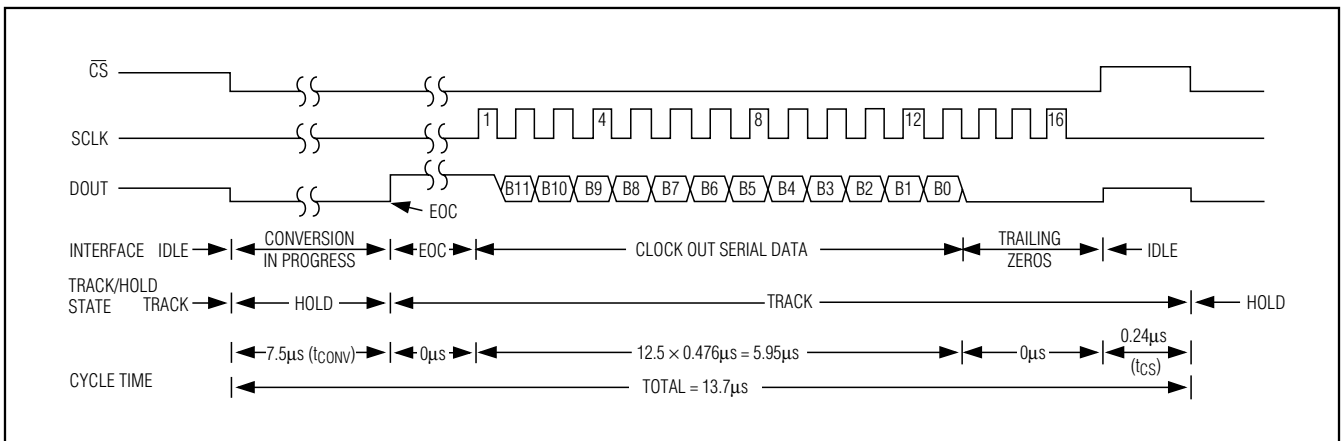 CS
SCLK
1 4 8 12 16
DOUT
B11 B10 B9 B8 B7 B6 B5 B4 B3 B2 B1 B0
EOC
INTERFACE IDLE CONVERSION IN PROGRESS EOC CLOCK OUT SERIAL DATA TRAILING ZEROS IDLE
TRACK/HOLD
STATE TRACK HOLD TRACK HOLD
7.5µs (tCONV) 0µs 12.5 × 0.476µs = 5.95µs 0µs 0.24µs (tCS)
CYCLE TIME
TOTAL = 13.7µs